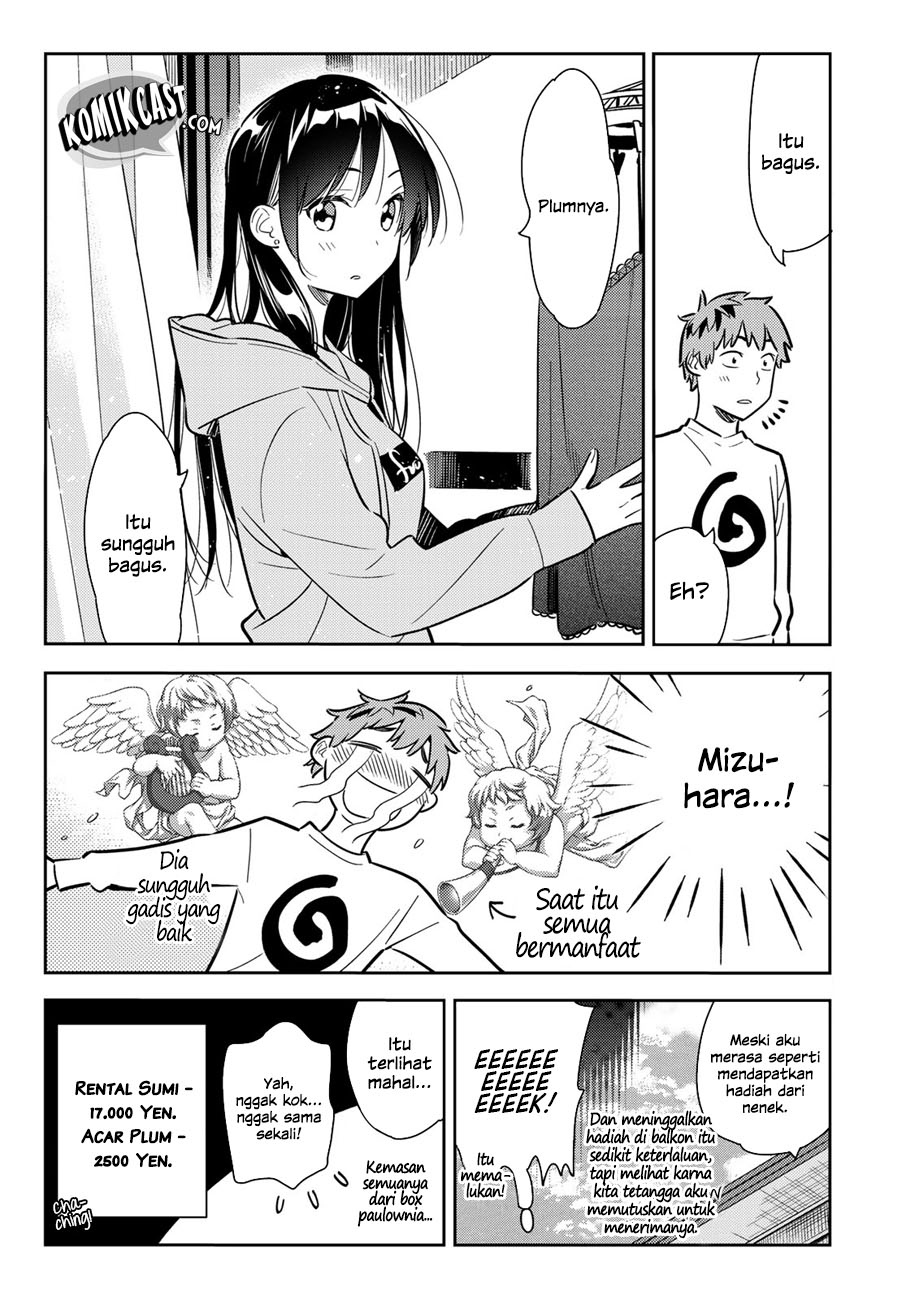 KOMIKCAST
.COM
Itu
bagus.
Eh?
Plumnya.
Itu
sungguh
bagus.
Mizu-
hara...!
Saat itu
semua
bermanfaat
Dia
sungguh
gadis yang
baik
Meski aku
merasa seperti
mendapatkan
hadiah dari
nenek.
Dan meninggalkan
hadiah di balkon itu
sedikit keterlaluan,
tapi melihat karna
kita tetangga aku
memutuskan untuk
menerimanya.
EEEEEE
EEEEE
EEEEK!
Itu
mema-
lukan!
Itu
terlihat
mahal...
Kemasan
semuanya
dari box
paulownia...
Yah,
nggak kok...
nggak sama
sekali!
RENTAL SUMI -
17.000 YEN.
ACAR PLUM -
2500 YEN.
Cha-
ching!